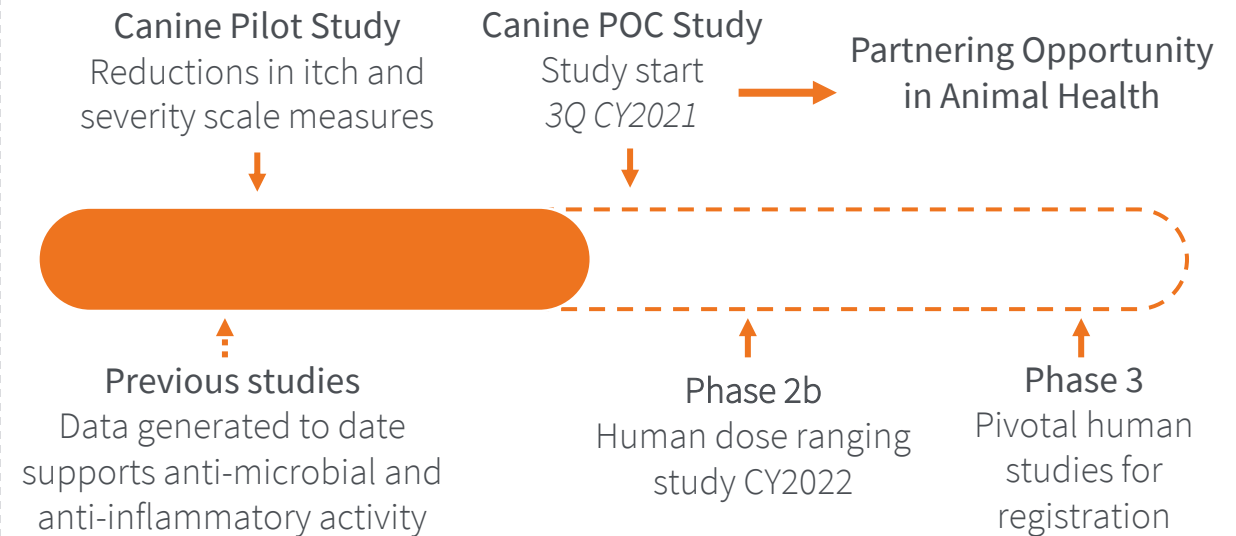 Canine Pilot Study
Reductions in itch and
severity scale measures
Canine POC Study
Study start
3Q CY2021
Partnering Opportunity
in Animal Health
Previous studies
Data generated to date
supports anti-microbial and
anti-inflammatory activity
Phase 2b
Human dose ranging
study CY2022
Phase 3
Pivotal human
studies for
registration